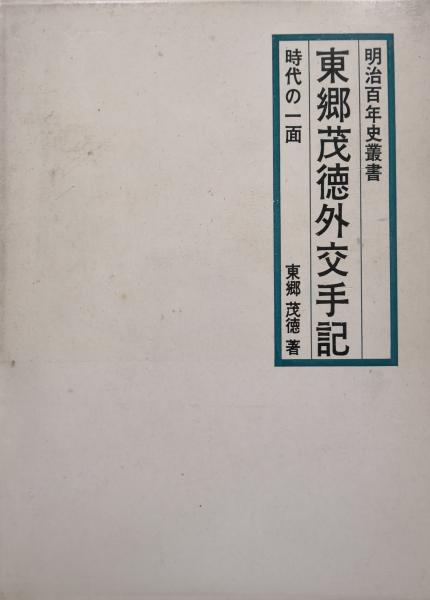 明治百年史叢書
東郷茂徳外交手記
時代の一面
東郷茂徳著